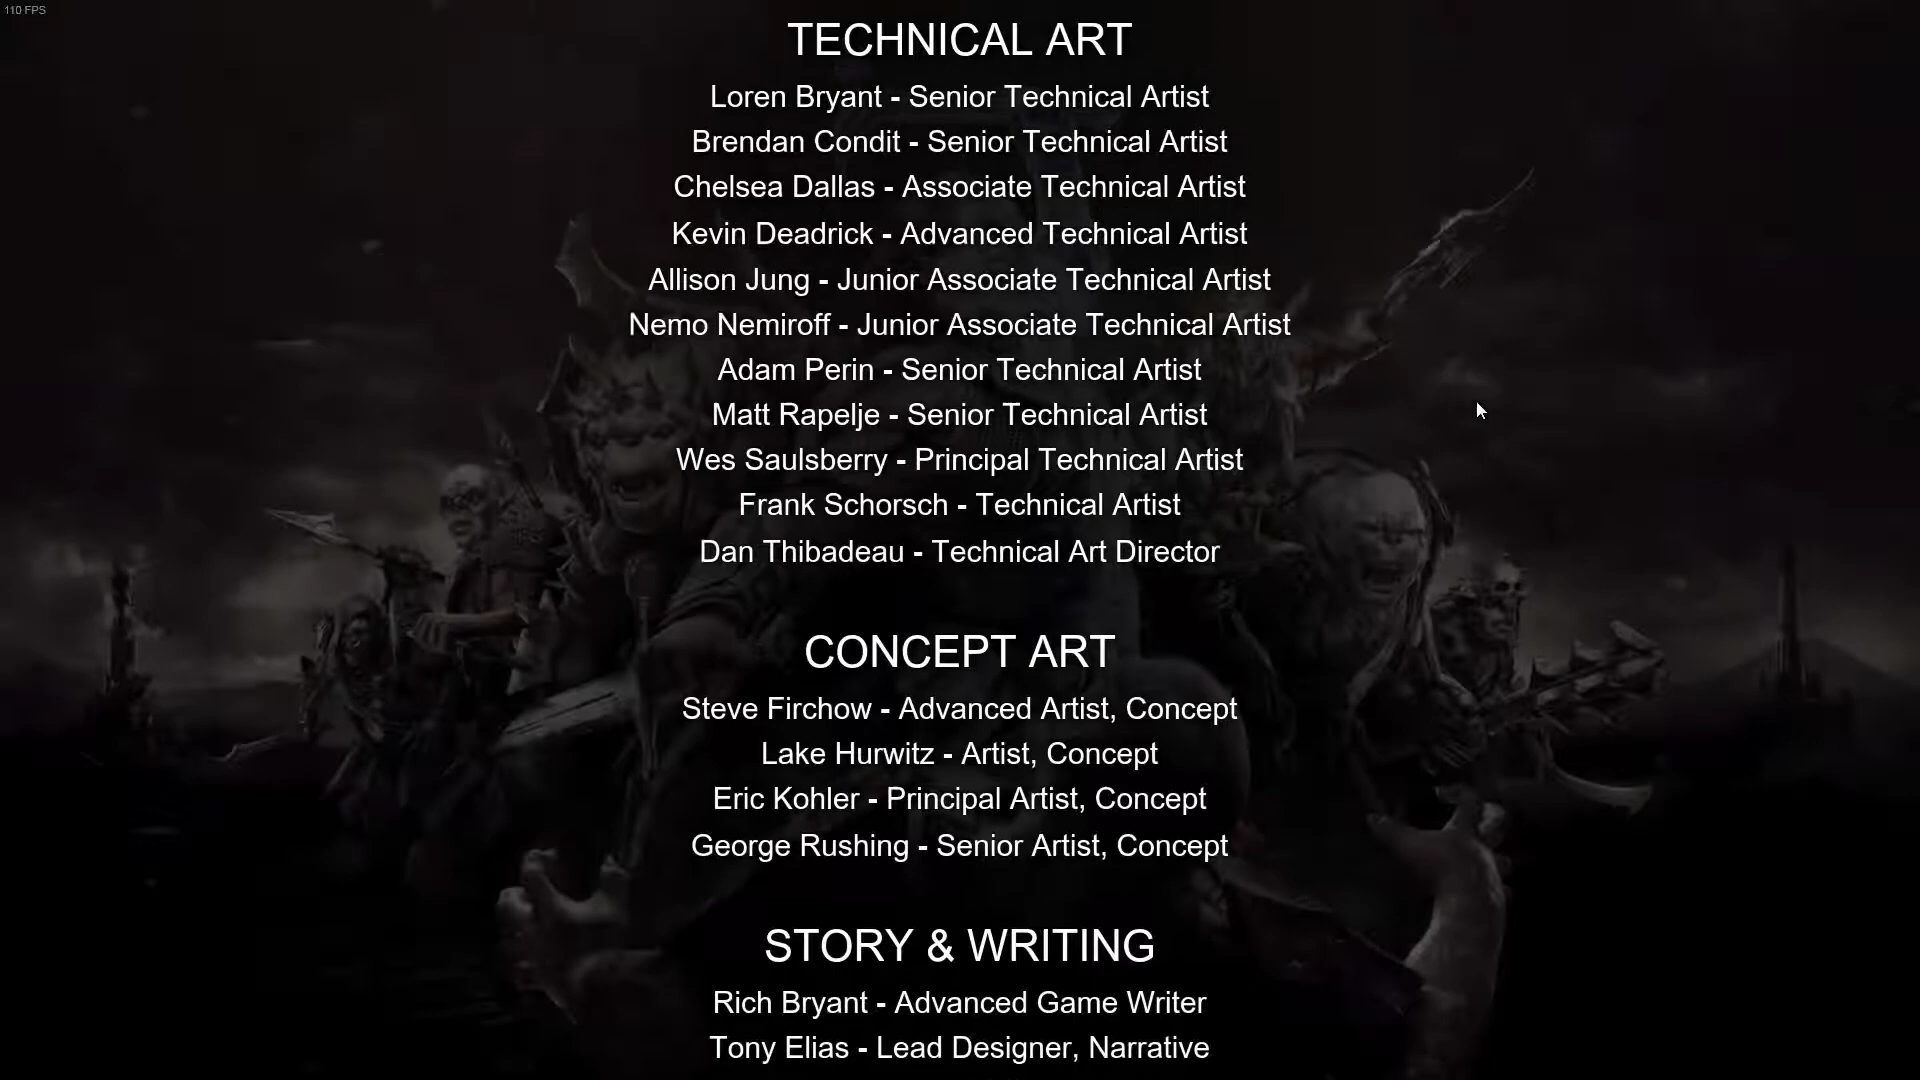 110 FPS
TECHNICAL ART
Loren Bryant - Senior Technical Artist
Brendan Condit - Senior Technical Artist
Chelsea Dallas - Associate Technical Artist
Kevin Deadrick - Advanced Technical Artist
Allison Jung - Junior Associate Technical Artist
Nemo Nemiroff - Junior Associate Technical Artist
Adam Perin - Senior Technical Artist
Matt Rapelje - Senior Technical Artist
Wes Saulsberry - Principal Technical Artist
Frank Schorsch - Technical Artist
Dan Thibadeau - Technical Art Director
CONCEPT ART
Steve Firchow - Advanced Artist, Concept
Lake Hurwitz - Artist, Concept
Eric Kohler - Principal Artist, Concept
George Rushing - Senior Artist, Concept
STORY & WRITING
Rich Bryant - Advanced Game Writer
Tony Elias - Lead Designer, Narrative